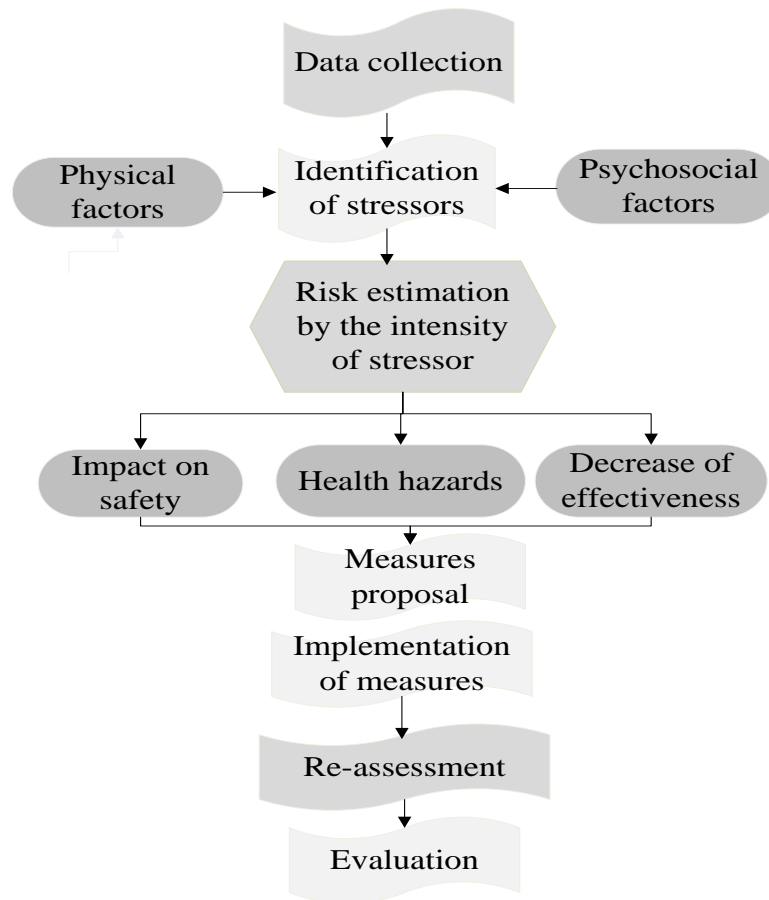 Data collection
Physical
factors
Identification
of stressors
Psychosocial
factors
Risk estimation
by the intensity
of stressor
Impact on
safety
Health hazards
Decrease of
effectiveness
Measures
proposal
Implementation
of measures
Re-assessment
Evaluation